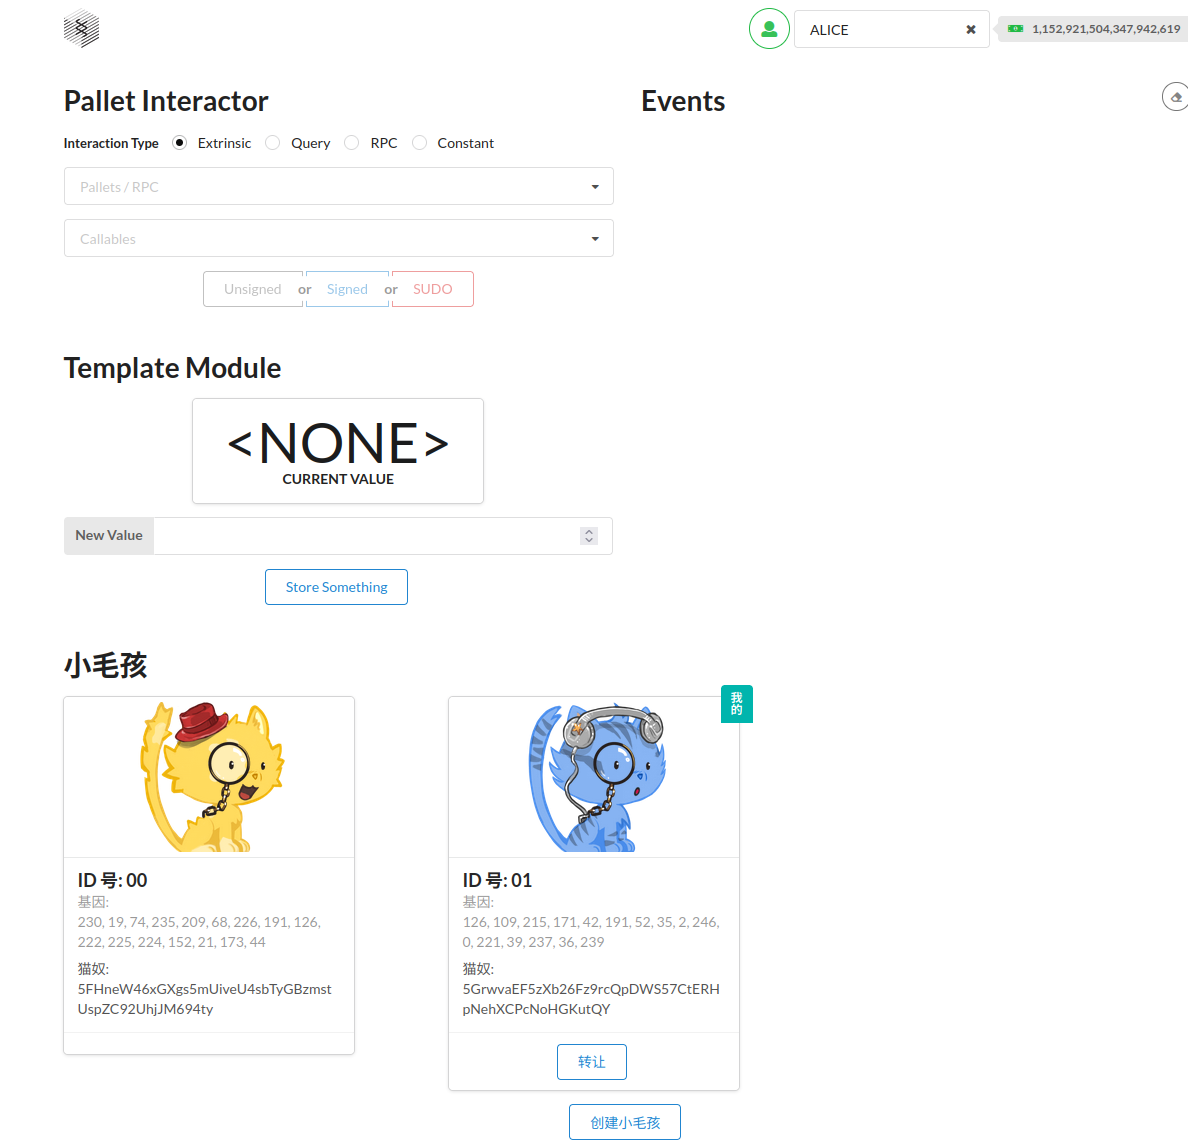 ALICE
1,152,921,504,347,942,619
Pallet Interactor
Interaction Type Extrinsic Query RPC Constant
Pallets / RPC
Callables
Unsigned or Signed or SUDO
Events
Template Module
<NONE>
CURRENT VALUE
New Value
Store Something
小毛孩
ID 号: 00
基因:
230, 19, 74, 235, 209, 68, 226, 191, 126,
222, 225, 224, 152, 21, 173, 44
猫奴:
5FHneW46xGXgs5mUiveU4sbTyGBzmst
UspZC92UhjJM694ty
我
的
ID 号: 01
基因:
126, 109, 215, 171, 42, 191, 52, 35, 2, 246,
0, 221, 39, 237, 36, 239
猫奴:
5GrwvaEF5zXb26Fz9rcQpDWS57CtERH
pNehXCPcNoHGKutQY
转让
创建小毛孩